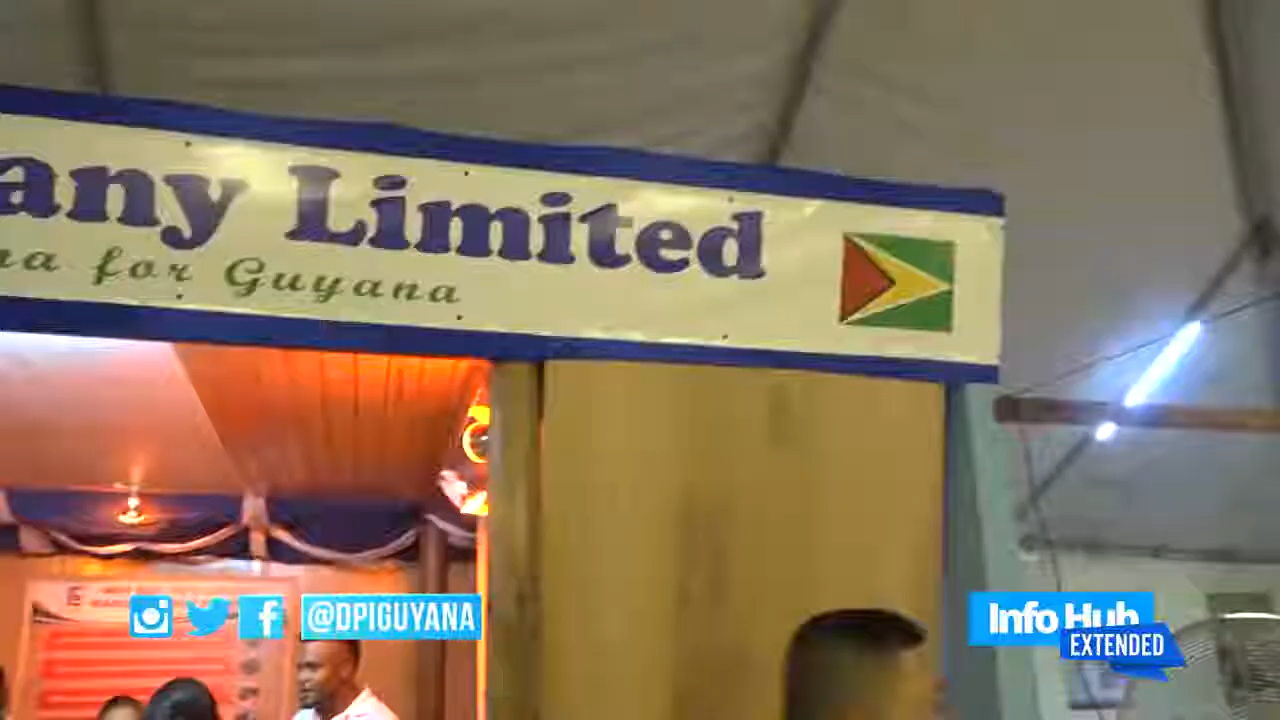 any Limited
na for Guyana
@DPIGUYANA
Info Hub
EXTENDED